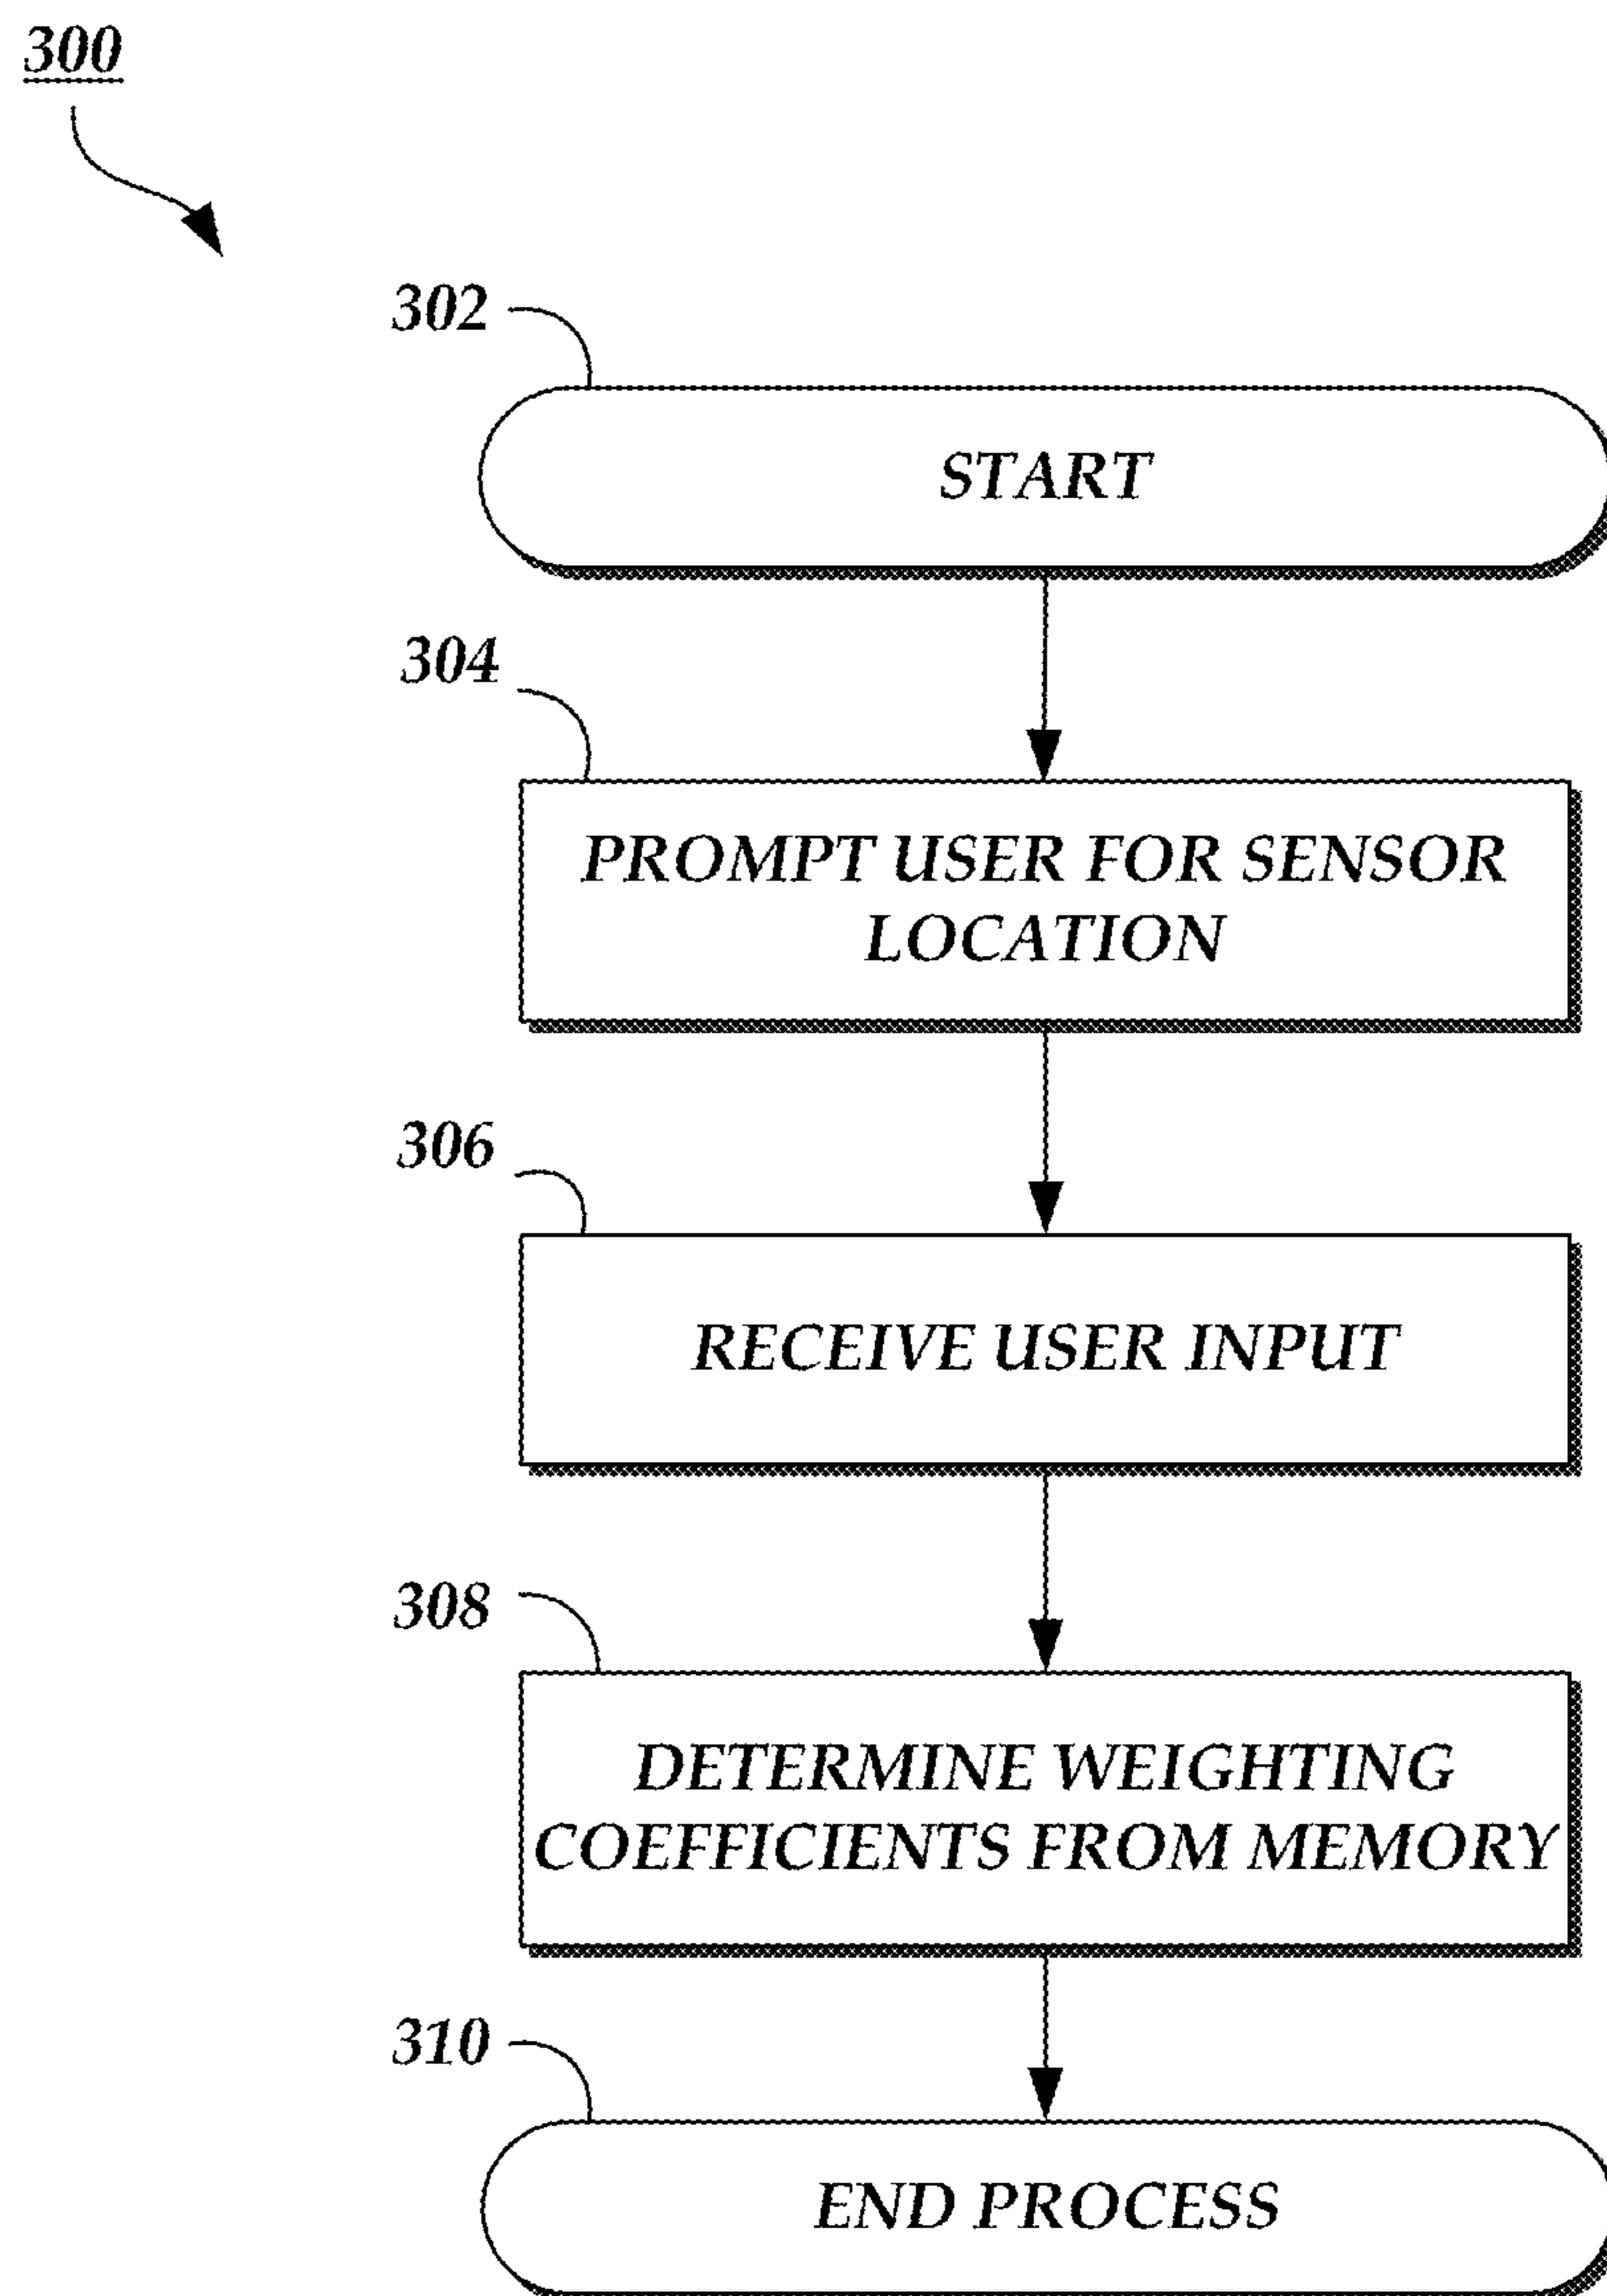 300
302
START
304
PROMPT USER FOR SENSOR
LOCATION
306
RECEIVE USER INPUT
308
DETERMINE WEIGHTING
COEFFICIENTS FROM MEMORY
310
END PROCESS